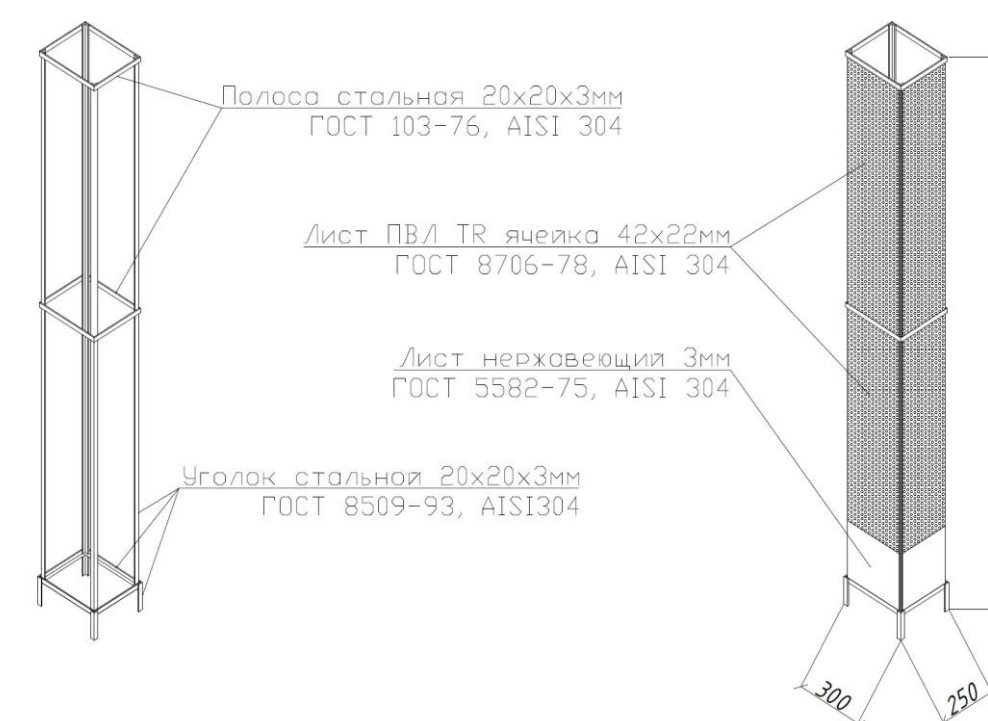 Полоса стальная 20х20х3мм
ГОСТ 103-76, AISI 304
Лист ПВЛ TR ячейка 42х22мм
ГОСТ 8706-78, AISI 304
Лист нержавеющий 3мм
ГОСТ 5582-75, AISI 304
Уголок стальной 20х20х3мм
ГОСТ 8509-93, AISI304
300
250